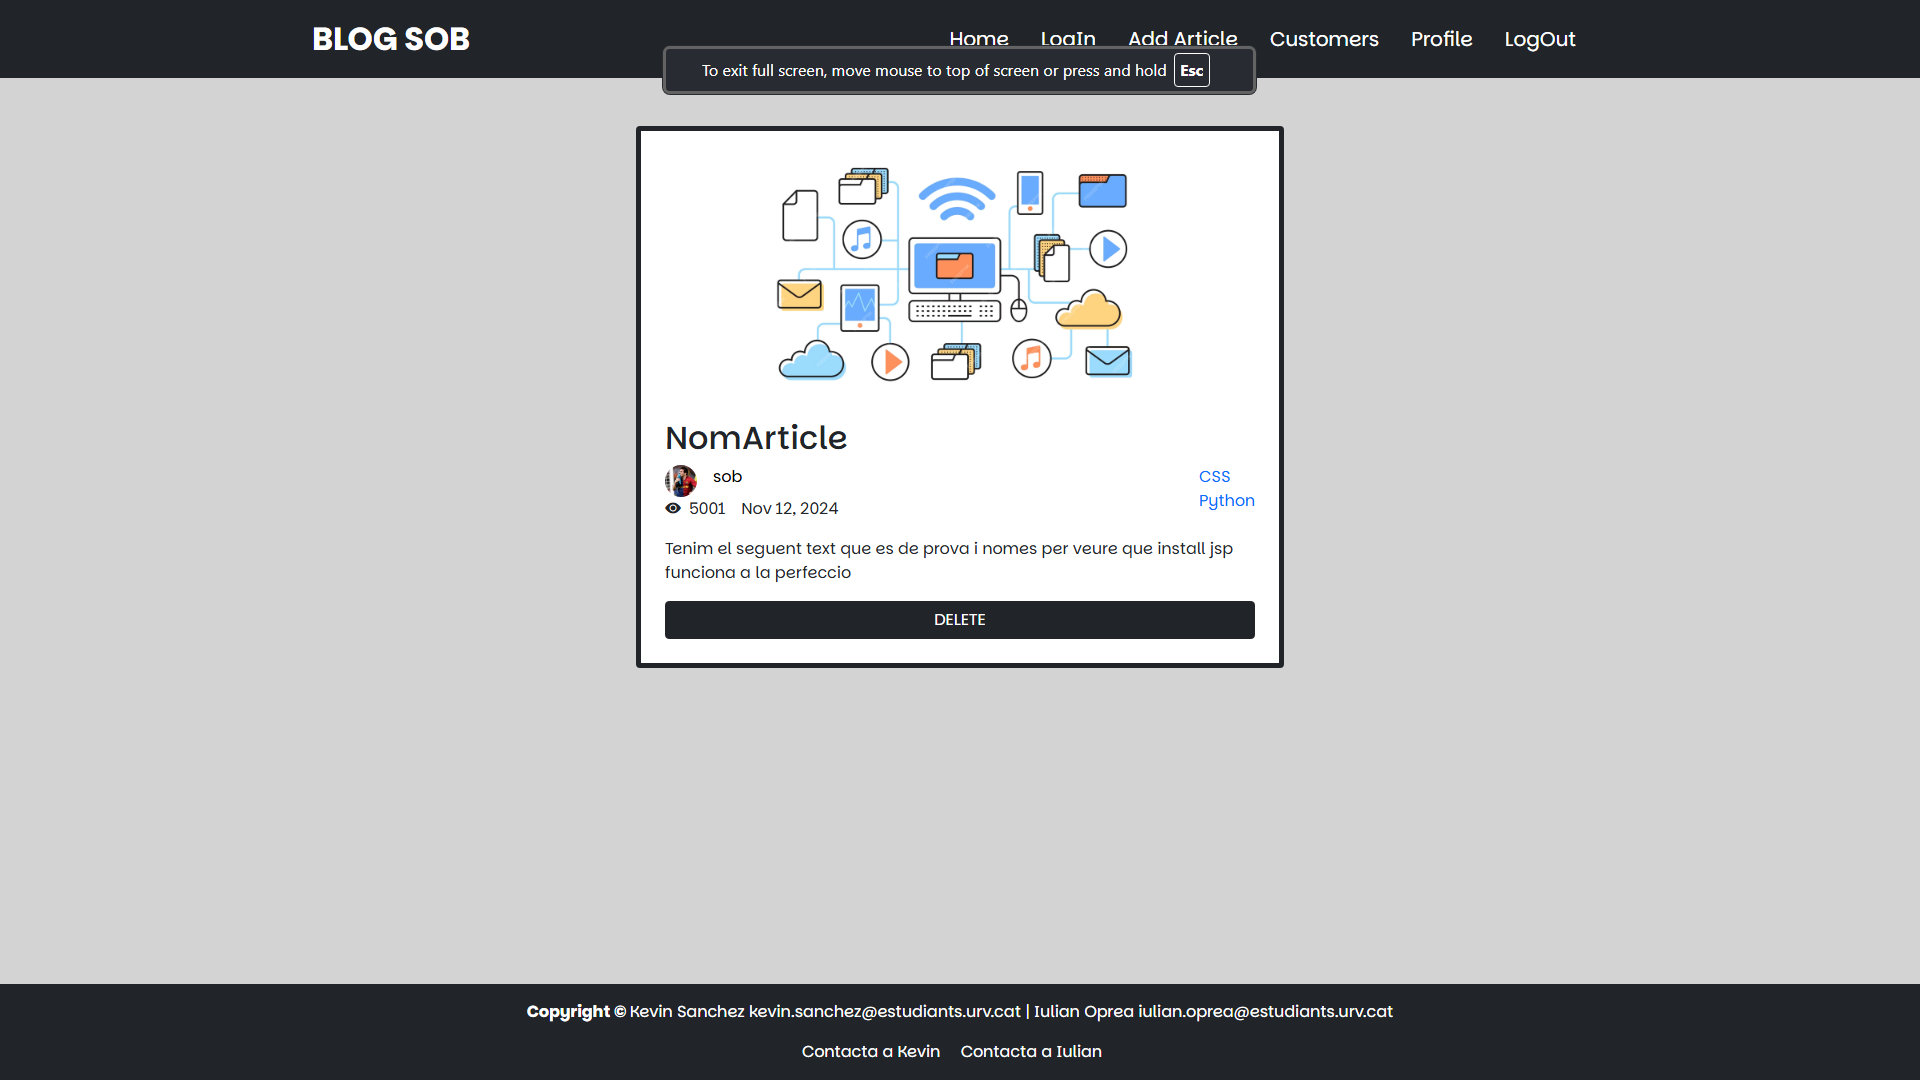 BLOG SOB
Home LogIn Add Article Customers Profile LogOut
To exit full screen, move mouse to top of screen or press and hold Esc
NomArticle
sob
CSS
5001 Nov 12, 2024
Python
Tenim el seguent text que es de prova i nomes per veure que install jsp
funciona a la perfeccio
DELETE
Copyright © Kevin Sanchez kevin.sanchez@estudiants.urv.cat | Iulian Oprea iulian.oprea@estudiants.urv.cat
Contacta a Kevin Contacta a Iulian